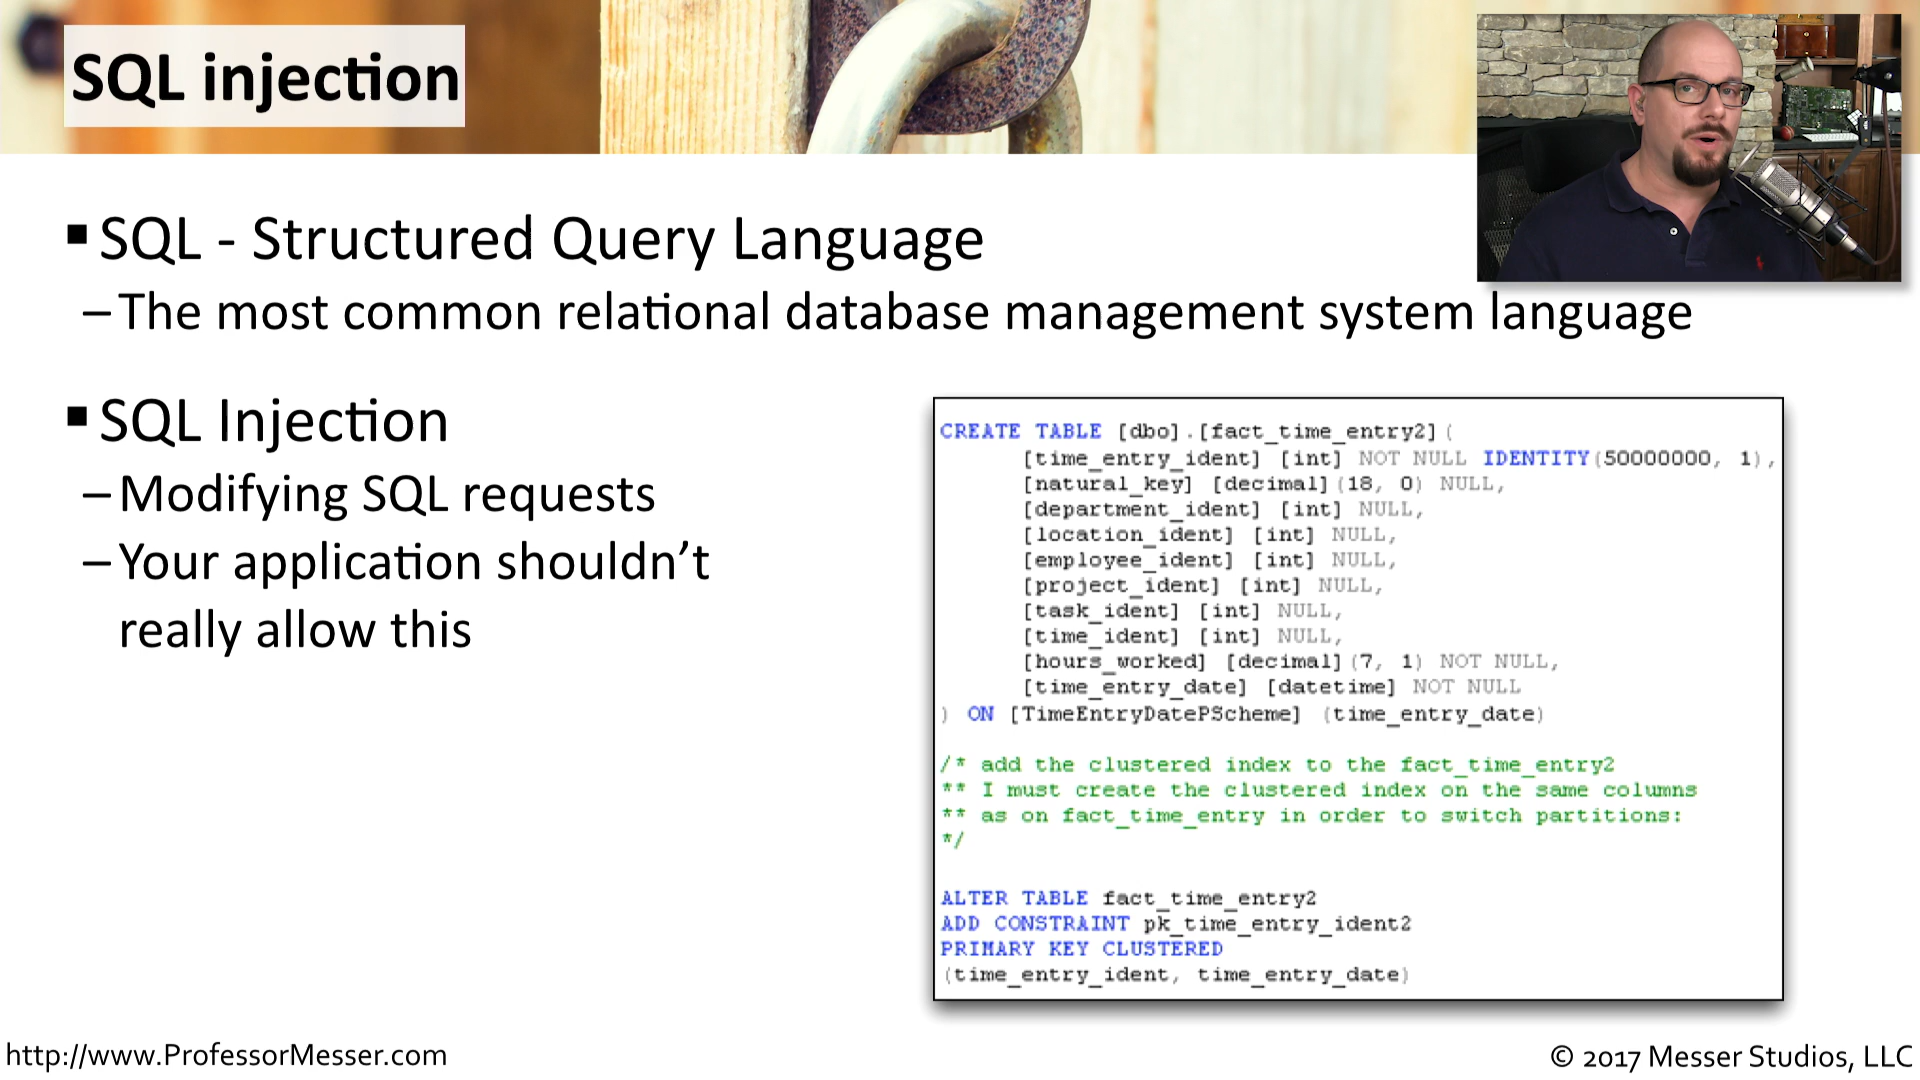 SQL injection
▪ SQL - Structured Query Language
– The most common relational database management system language
▪ SQL Injection
– Modifying SQL requests
– Your application shouldn’t
really allow this
CREATE TABLE [dbo].[fact_time_entry2](
[time_entry_ident] [int] NOT NULL IDENTITY(50000000, 1),
[natural_key] [decimal](18, 0) NULL,
[department_ident] [int] NULL,
[location_ident] [int] NULL,
[employee_ident] [int] NULL,
[project_ident] [int] NULL,
[task_ident] [int] NULL,
[time_ident] [int] NULL,
[hours_worked] [decimal](7, 1) NOT NULL,
[time_entry_date] [datetime] NOT NULL
) ON [TimeEntryDatePScheme] (time_entry_date)
/* add the clustered index to the fact_time_entry2
** I must create the clustered index on the same columns
** as on fact_time_entry in order to switch partitions:
*/
ALTER TABLE fact_time_entry2
ADD CONSTRAINT pk_time_entry_ident2
PRIMARY KEY CLUSTERED
(time_entry_ident, time_entry_date)
http://www.ProfessorMesser.com
© 2017 Messer Studios, LLC